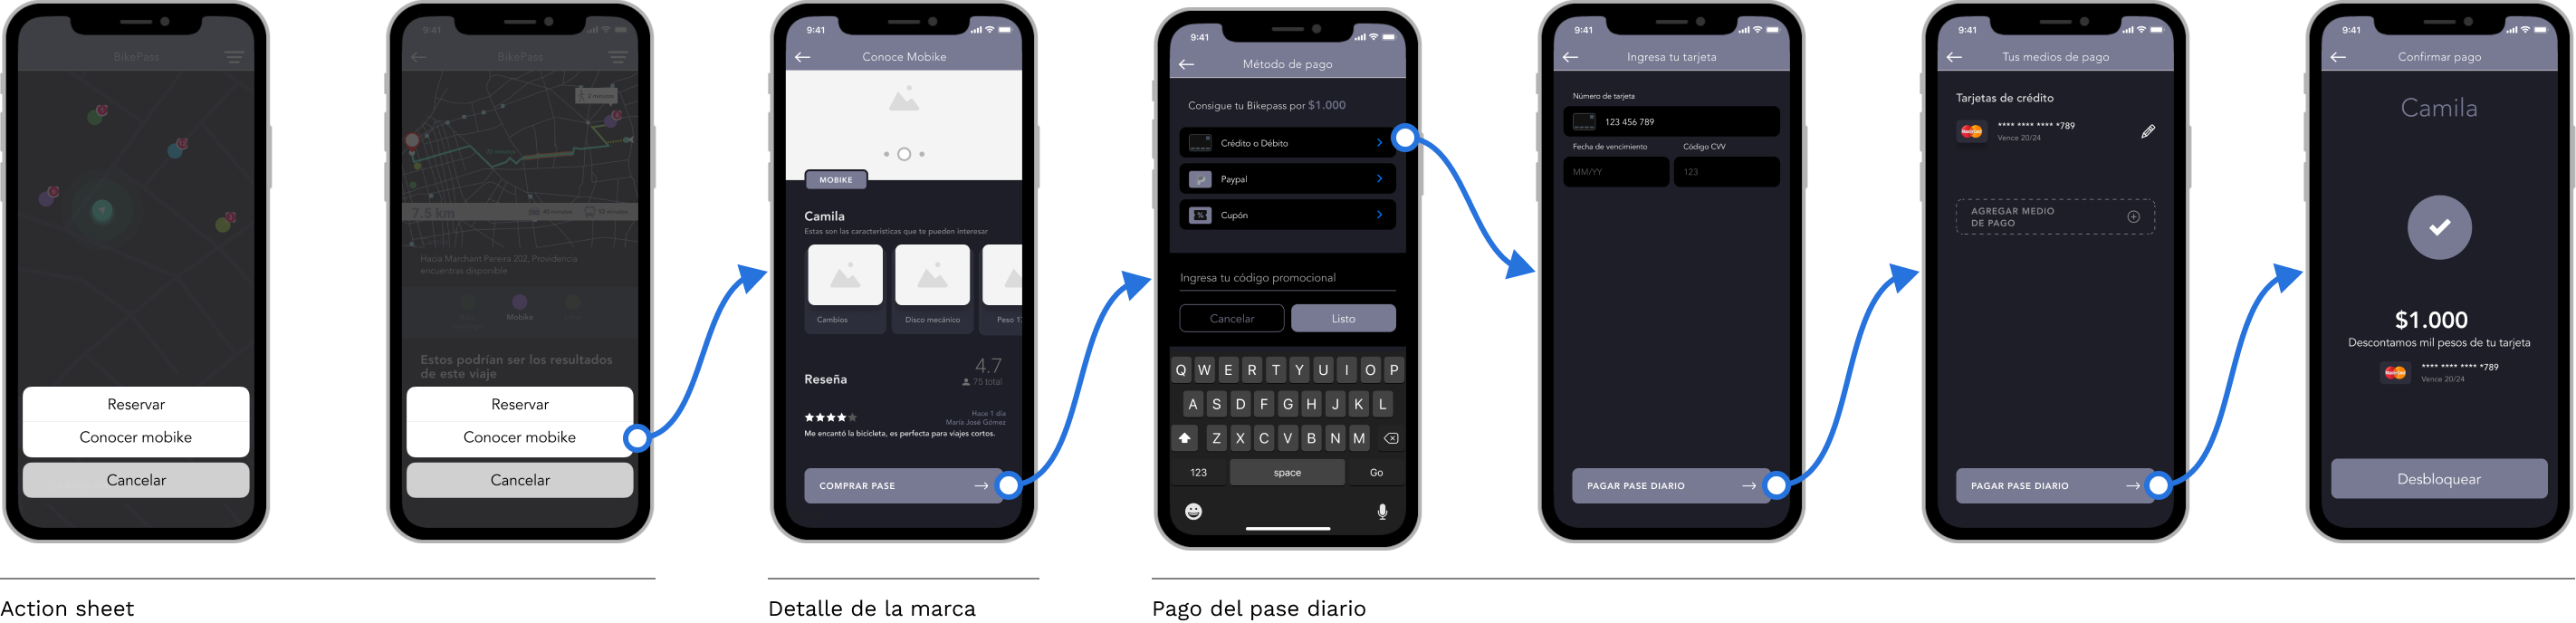 BikePass
Reservar
Conocer mobike
Cancelar
9:41
BikePass
2 minutos
7.5 km
Hacia Marchant Pereira 202, Providencia
encuentras disponible
Mobike
Estos podrían ser los resultados
de este viaje
Reservar
Conocer mobike
Cancelar
9:41
Conoce Mobike
MOBIKE
Camila
Estas son las características que te pueden interesar
Cambios
Disco mecánico
Peso 17
4.7
Reseña
75 total
Hace 1 día
María José Gómez
Me encantó la bicicleta, es perfecta para viajes cortos.
COMPRAR PASE
9:41
Método de pago
Consigue tu Bikepass por $1.000
Crédito o Débito
Paypal
Cupón
Ingresa tu código promocional
Cancelar
Listo
Q W E R T Y U I O P
A S D F G H J K L
Z X C V B N M
123
space
Go
9:41
Ingresa tu tarjeta
Número de tarjeta
123 456 789
Fecha de vencimiento
Código CVV
MM/YY
123
PAGAR PASE DIARIO
9:41
Tus medios de pago
Tarjetas de crédito
MasterCard
**** **** **** *789
Vence 20/24
AGREGAR MEDIO
DE PAGO
PAGAR PASE DIARIO
9:41
Confirmar pago
Camila
$1.000
Descontamos mil pesos de tu tarjeta
MasterCard
**** **** **** *789
Vence 20/24
Desbloquear
Action sheet
Detalle de la marca
Pago del pase diario